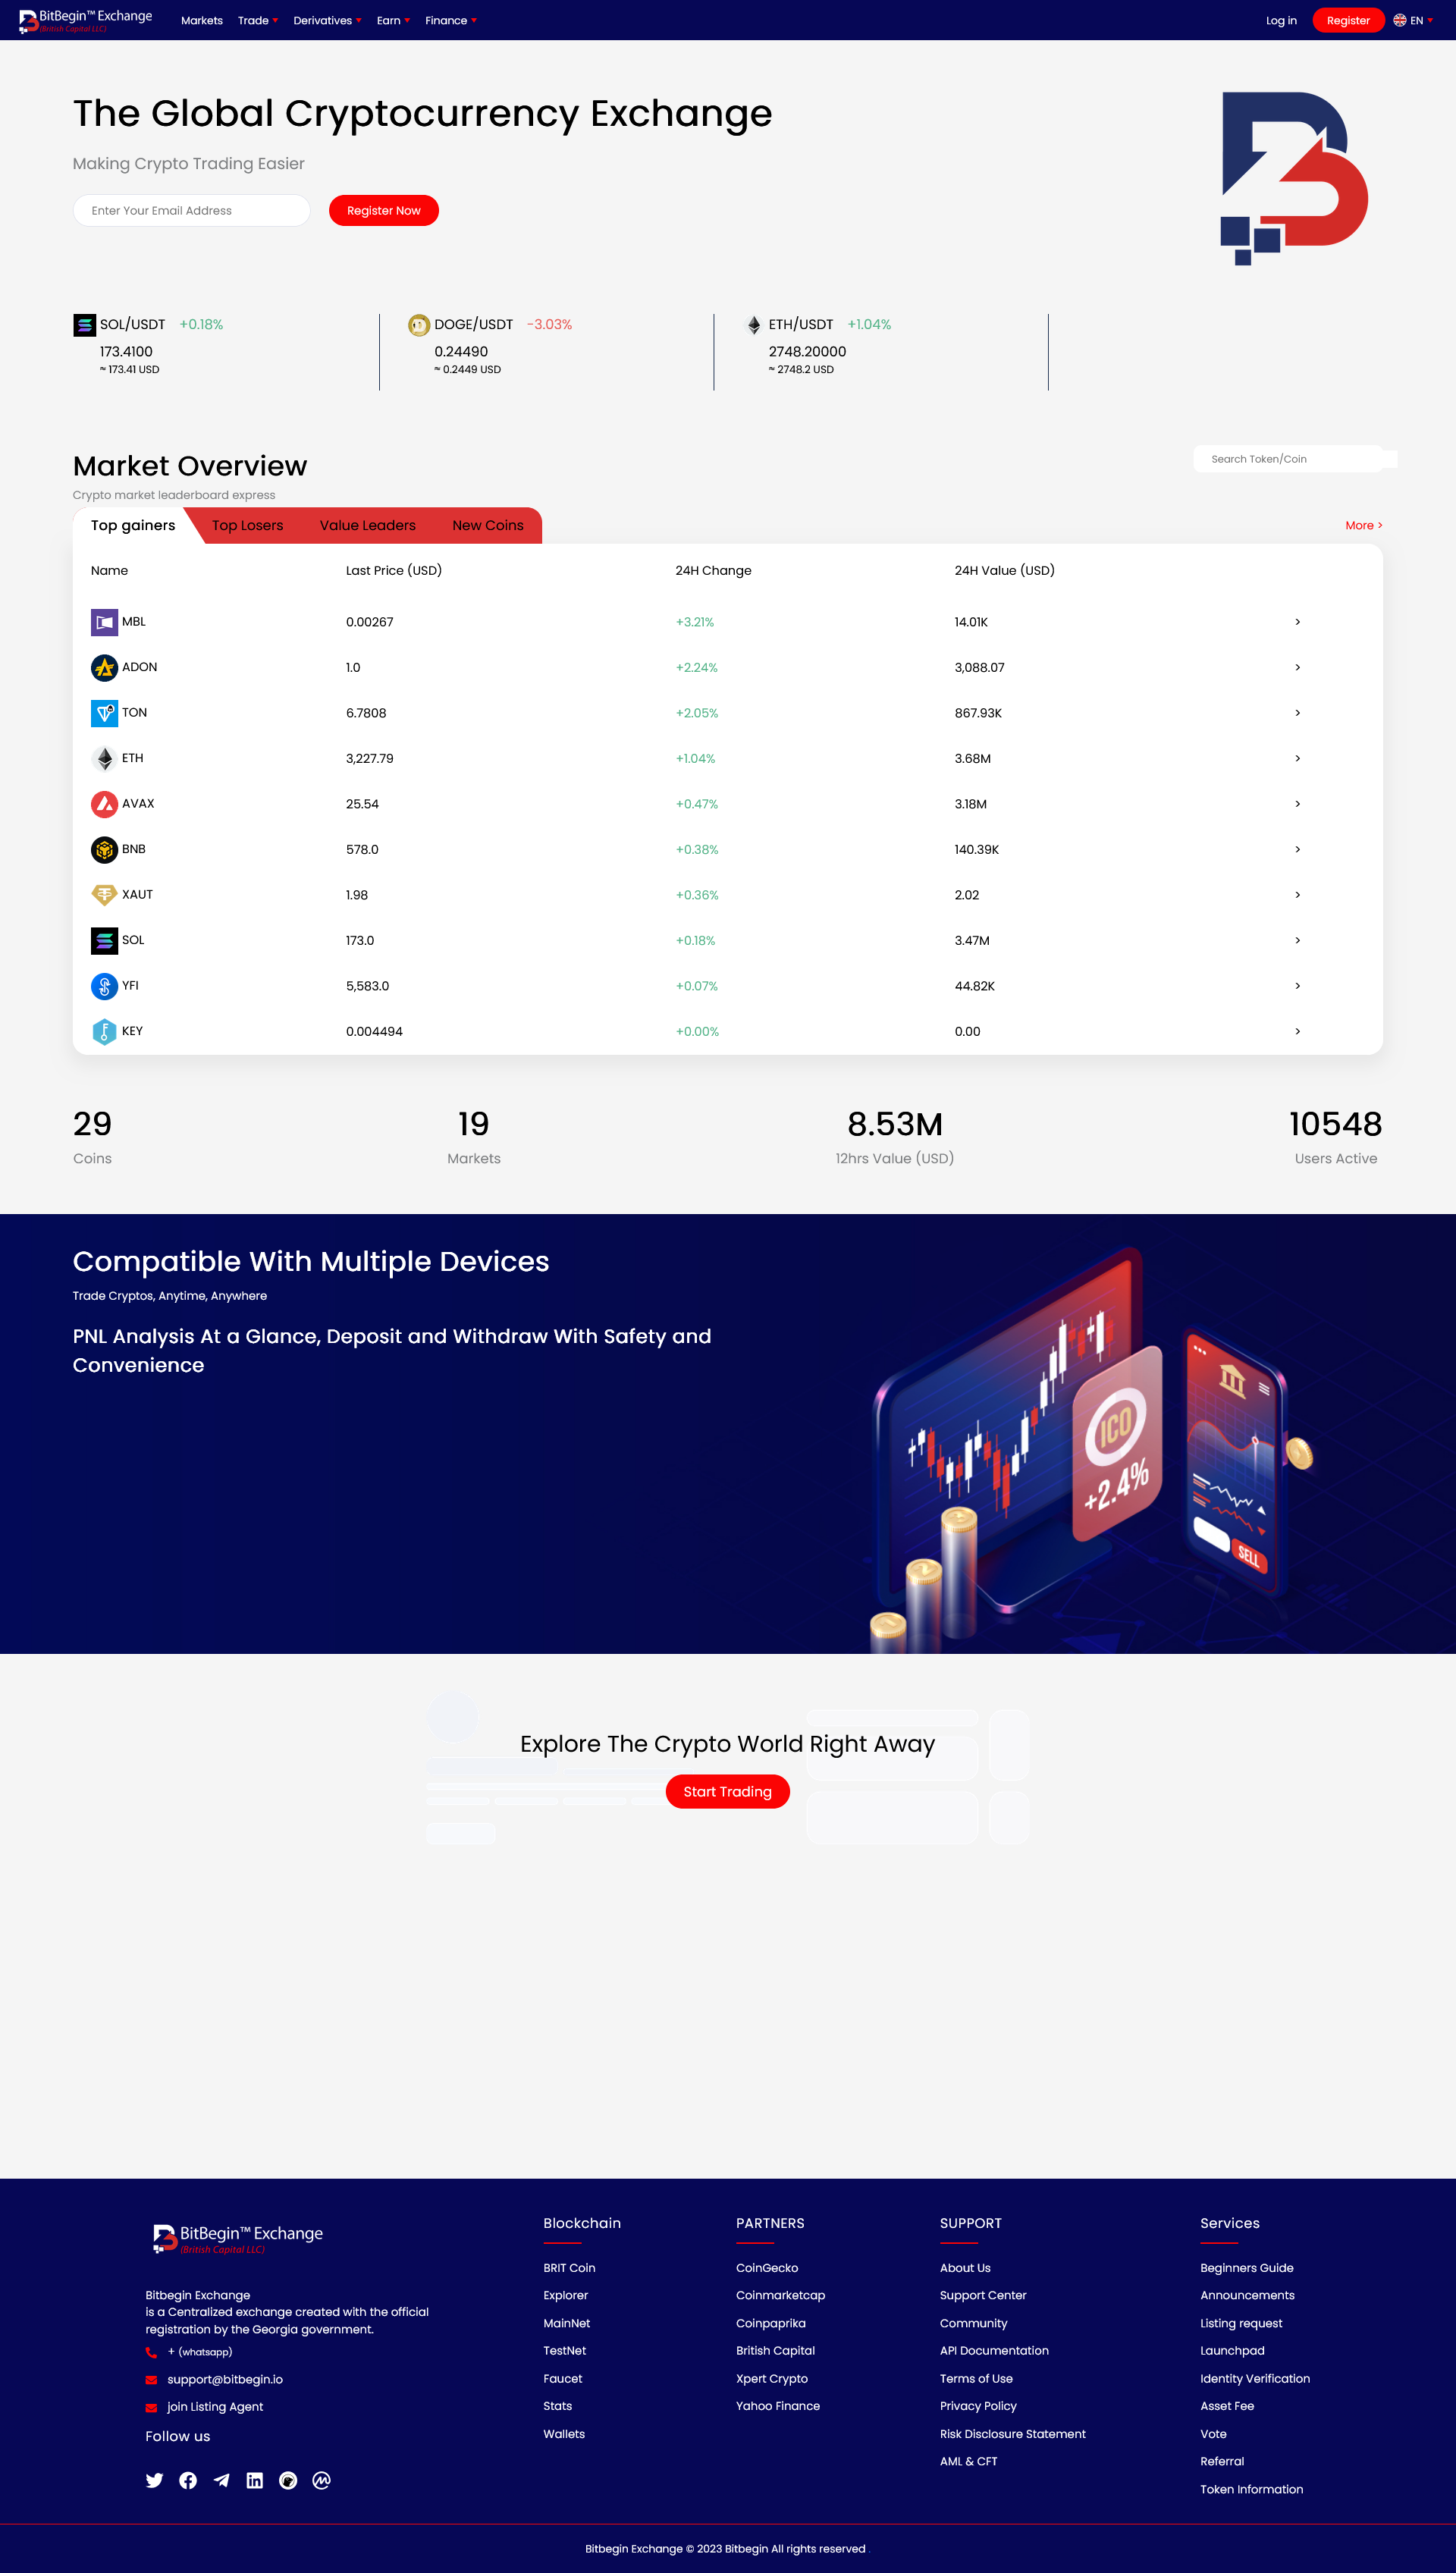 BitBegin™ Exchange
(British Capital LLC)
Markets Trade Derivatives Earn Finance Log in Register EN
The Global Cryptocurrency Exchange
Making Crypto Trading Easier
Enter Your Email Address Register Now
SOL/USDT +0.18%
173.4100
≈ 173.41 USD
DOGE/USDT -3.03%
0.24490
≈ 0.2449 USD
ETH/USDT +1.04%
2748.20000
≈ 2748.2 USD
Market Overview
Search Token/Coin
Crypto market leaderboard express
Top gainers Top Losers Value Leaders New Coins More >
Name Last Price (USD) 24H Change 24H Value (USD)
MBL 0.00267 +3.21% 14.01K >
ADON 1.0 +2.24% 3,088.07 >
TON 6.7808 +2.05% 867.93K >
ETH 3,227.79 +1.04% 3.68M >
AVAX 25.54 +0.47% 3.18M >
BNB 578.0 +0.38% 140.39K >
XAUT 1.98 +0.36% 2.02 >
SOL 173.0 +0.18% 3.47M >
YFI 5,583.0 +0.07% 44.82K >
KEY 0.004494 +0.00% 0.00 >
29 19 8.53M 10548
Coins Markets 12hrs Value (USD) Users Active
Compatible With Multiple Devices
Trade Cryptos, Anytime, Anywhere
PNL Analysis At a Glance, Deposit and Withdraw With Safety and
Convenience
ICO
+2.4%
SELL
Explore The Crypto World Right Away
Start Trading
BitBegin™ Exchange
(British Capital LLC)
Bitbegin Exchange
is a Centralized exchange created with the official
registration by the Georgia government.
+ (whatsapp)
support@bitbegin.io
join Listing Agent
Follow us
Blockchain
BRIT Coin
Explorer
MainNet
TestNet
Faucet
Stats
Wallets
PARTNERS
CoinGecko
Coinmarketcap
Coinpaprika
British Capital
Xpert Crypto
Yahoo Finance
SUPPORT
About Us
Support Center
Community
API Documentation
Terms of Use
Privacy Policy
Risk Disclosure Statement
AML & CFT
Services
Beginners Guide
Announcements
Listing request
Launchpad
Identity Verification
Asset Fee
Vote
Referral
Token Information
Bitbegin Exchange © 2023 Bitbegin All rights reserved .